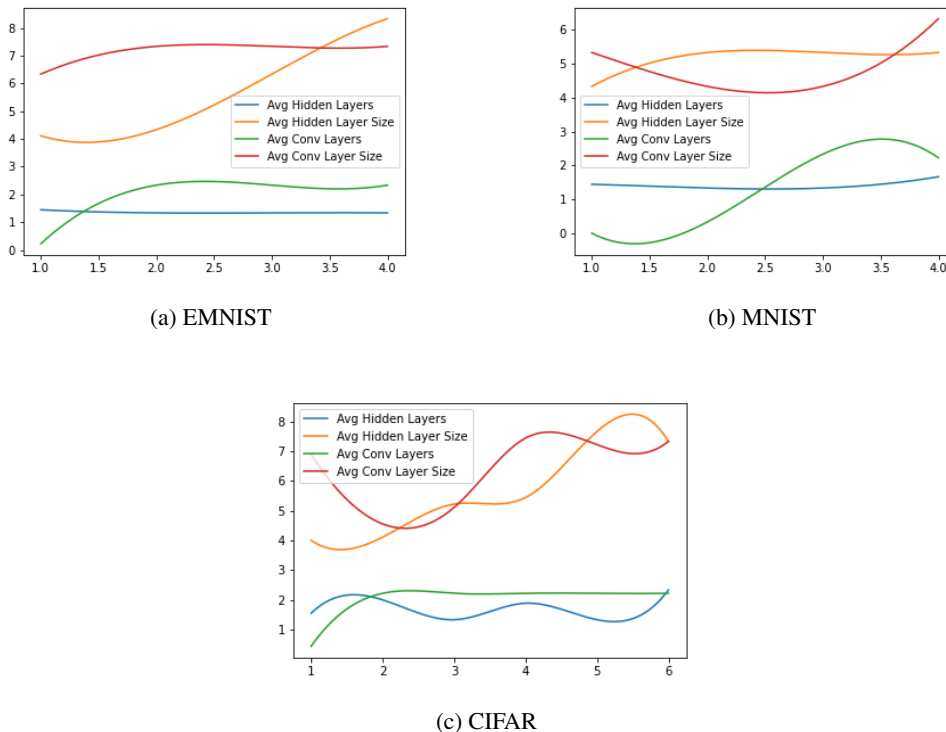 8
7
6
5
4
3
2
1
0
Avg Hidden Layers
Avg Hidden Layer Size
Avg Conv Layers
Avg Conv Layer Size
1.0 1.5 2.0 2.5 3.0 3.5 4.0
(a) EMNIST
6
5
4
3
2
1
0
Avg Hidden Layers
Avg Hidden Layer Size
Avg Conv Layers
Avg Conv Layer Size
1.0 1.5 2.0 2.5 3.0 3.5 4.0
(b) MNIST
8
7
6
5
4
3
2
1
Avg Hidden Layers
Avg Hidden Layer Size
Avg Conv Layers
Avg Conv Layer Size
1 2 3 4 5 6
(c) CIFAR